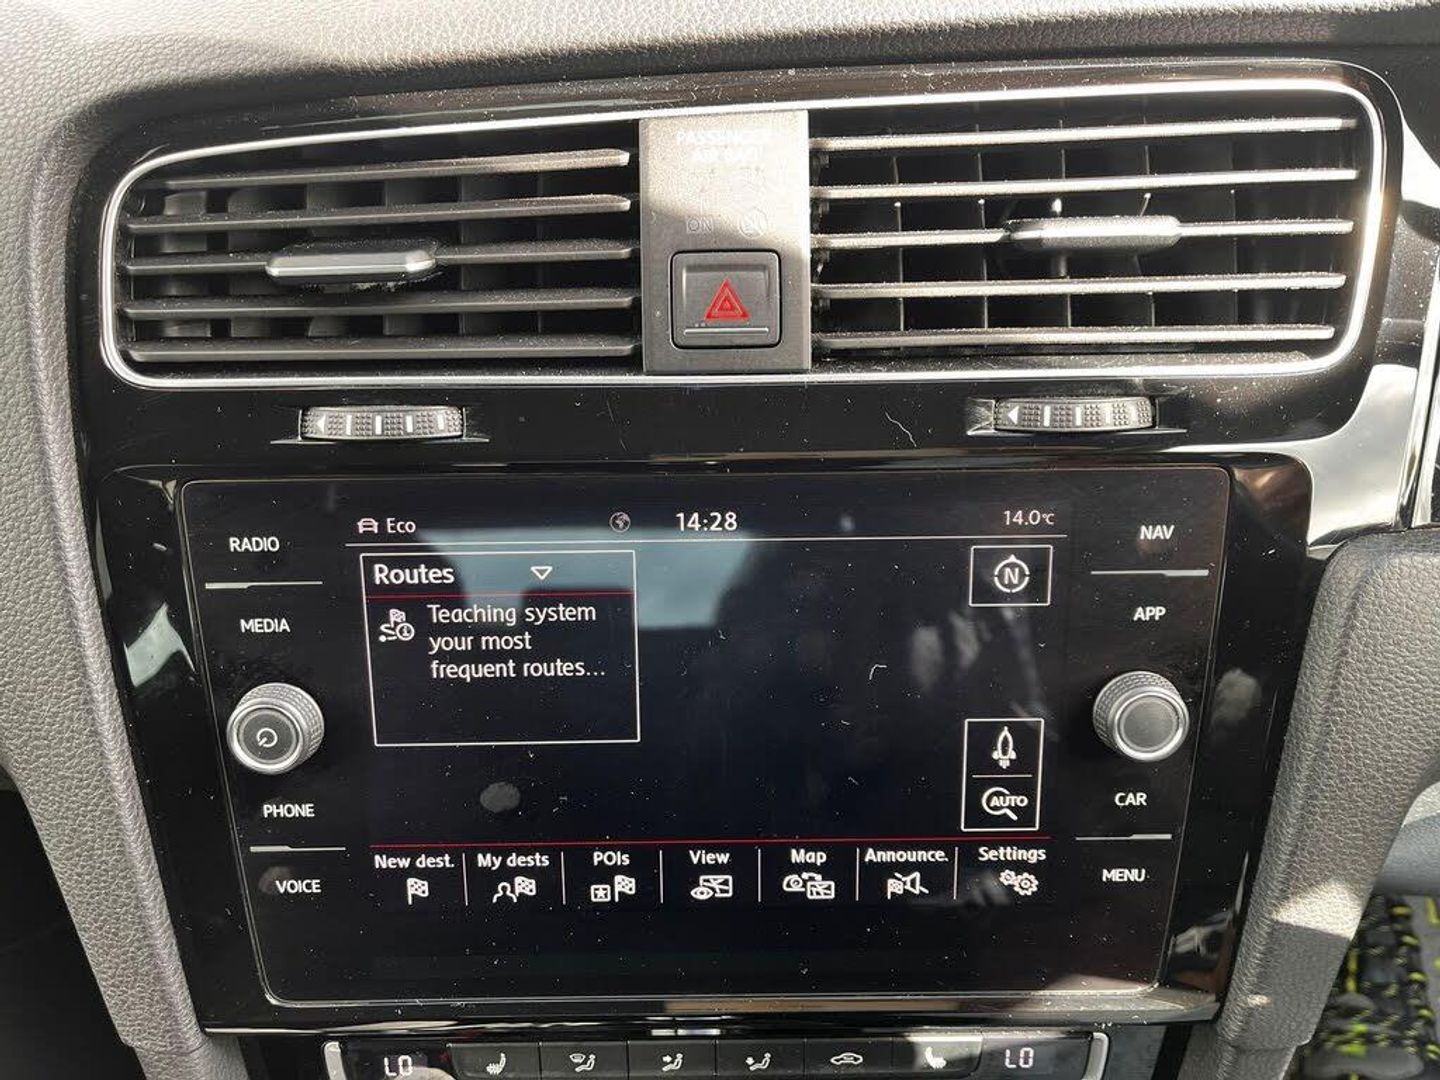 PASSENGER
AIR BAG
ON
RADIO
MEDIA
PHONE
VOICE
Eco
14:28
14.0°C
Routes
Teaching system
your most
frequent routes...
N
AUTO
New dest.
My dests
POIs
View
Map
Announce.
Settings
NAV
APP
CAR
MENU
LO
LO